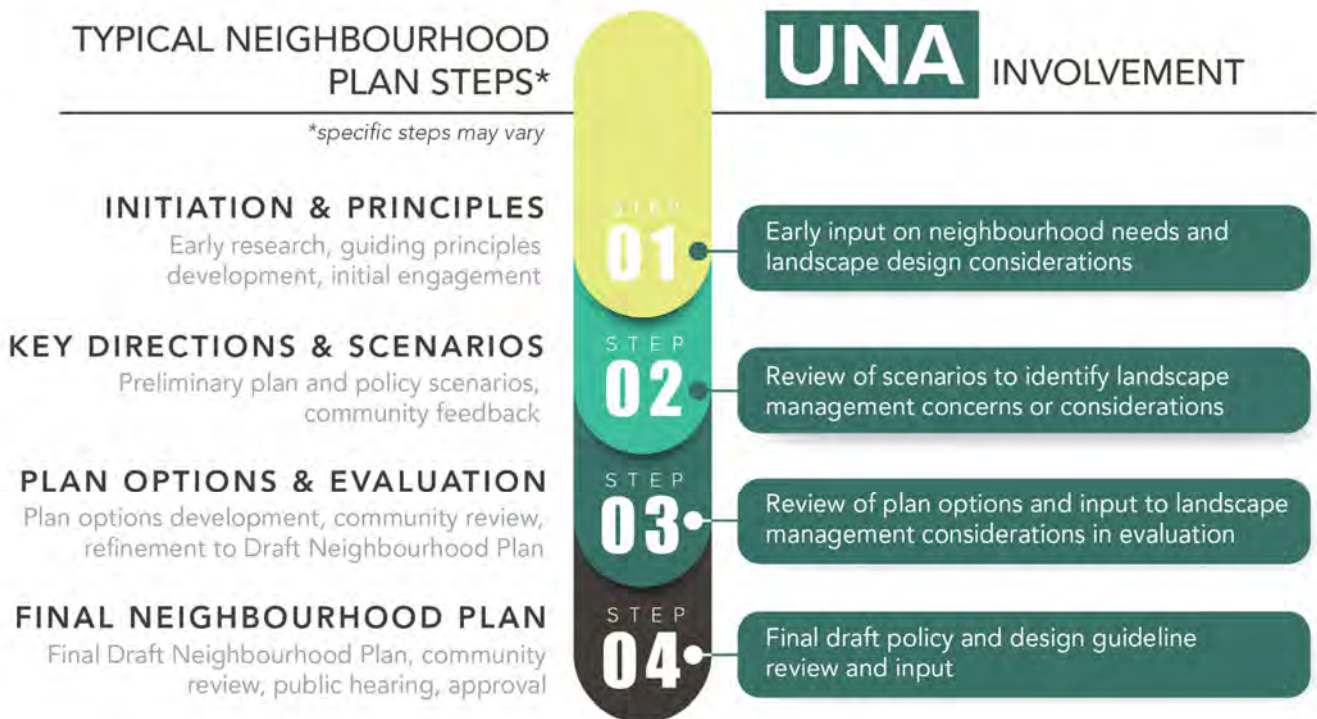 TYPICAL NEIGHBOURHOOD
PLAN STEPS*
*specific steps may vary
UNA INVOLVEMENT
INITIATION & PRINCIPLES
Early research, guiding principles
development, initial engagement
STEP
01
Early input on neighbourhood needs and
landscape design considerations
KEY DIRECTIONS & SCENARIOS
Preliminary plan and policy scenarios,
community feedback
STEP
02
Review of scenarios to identify landscape
management concerns or considerations
PLAN OPTIONS & EVALUATION
Plan options development, community review,
refinement to Draft Neighbourhood Plan
STEP
03
Review of plan options and input to landscape
management considerations in evaluation
FINAL NEIGHBOURHOOD PLAN
Final Draft Neighbourhood Plan, community
review, public hearing, approval
STEP
04
Final draft policy and design guideline
review and input